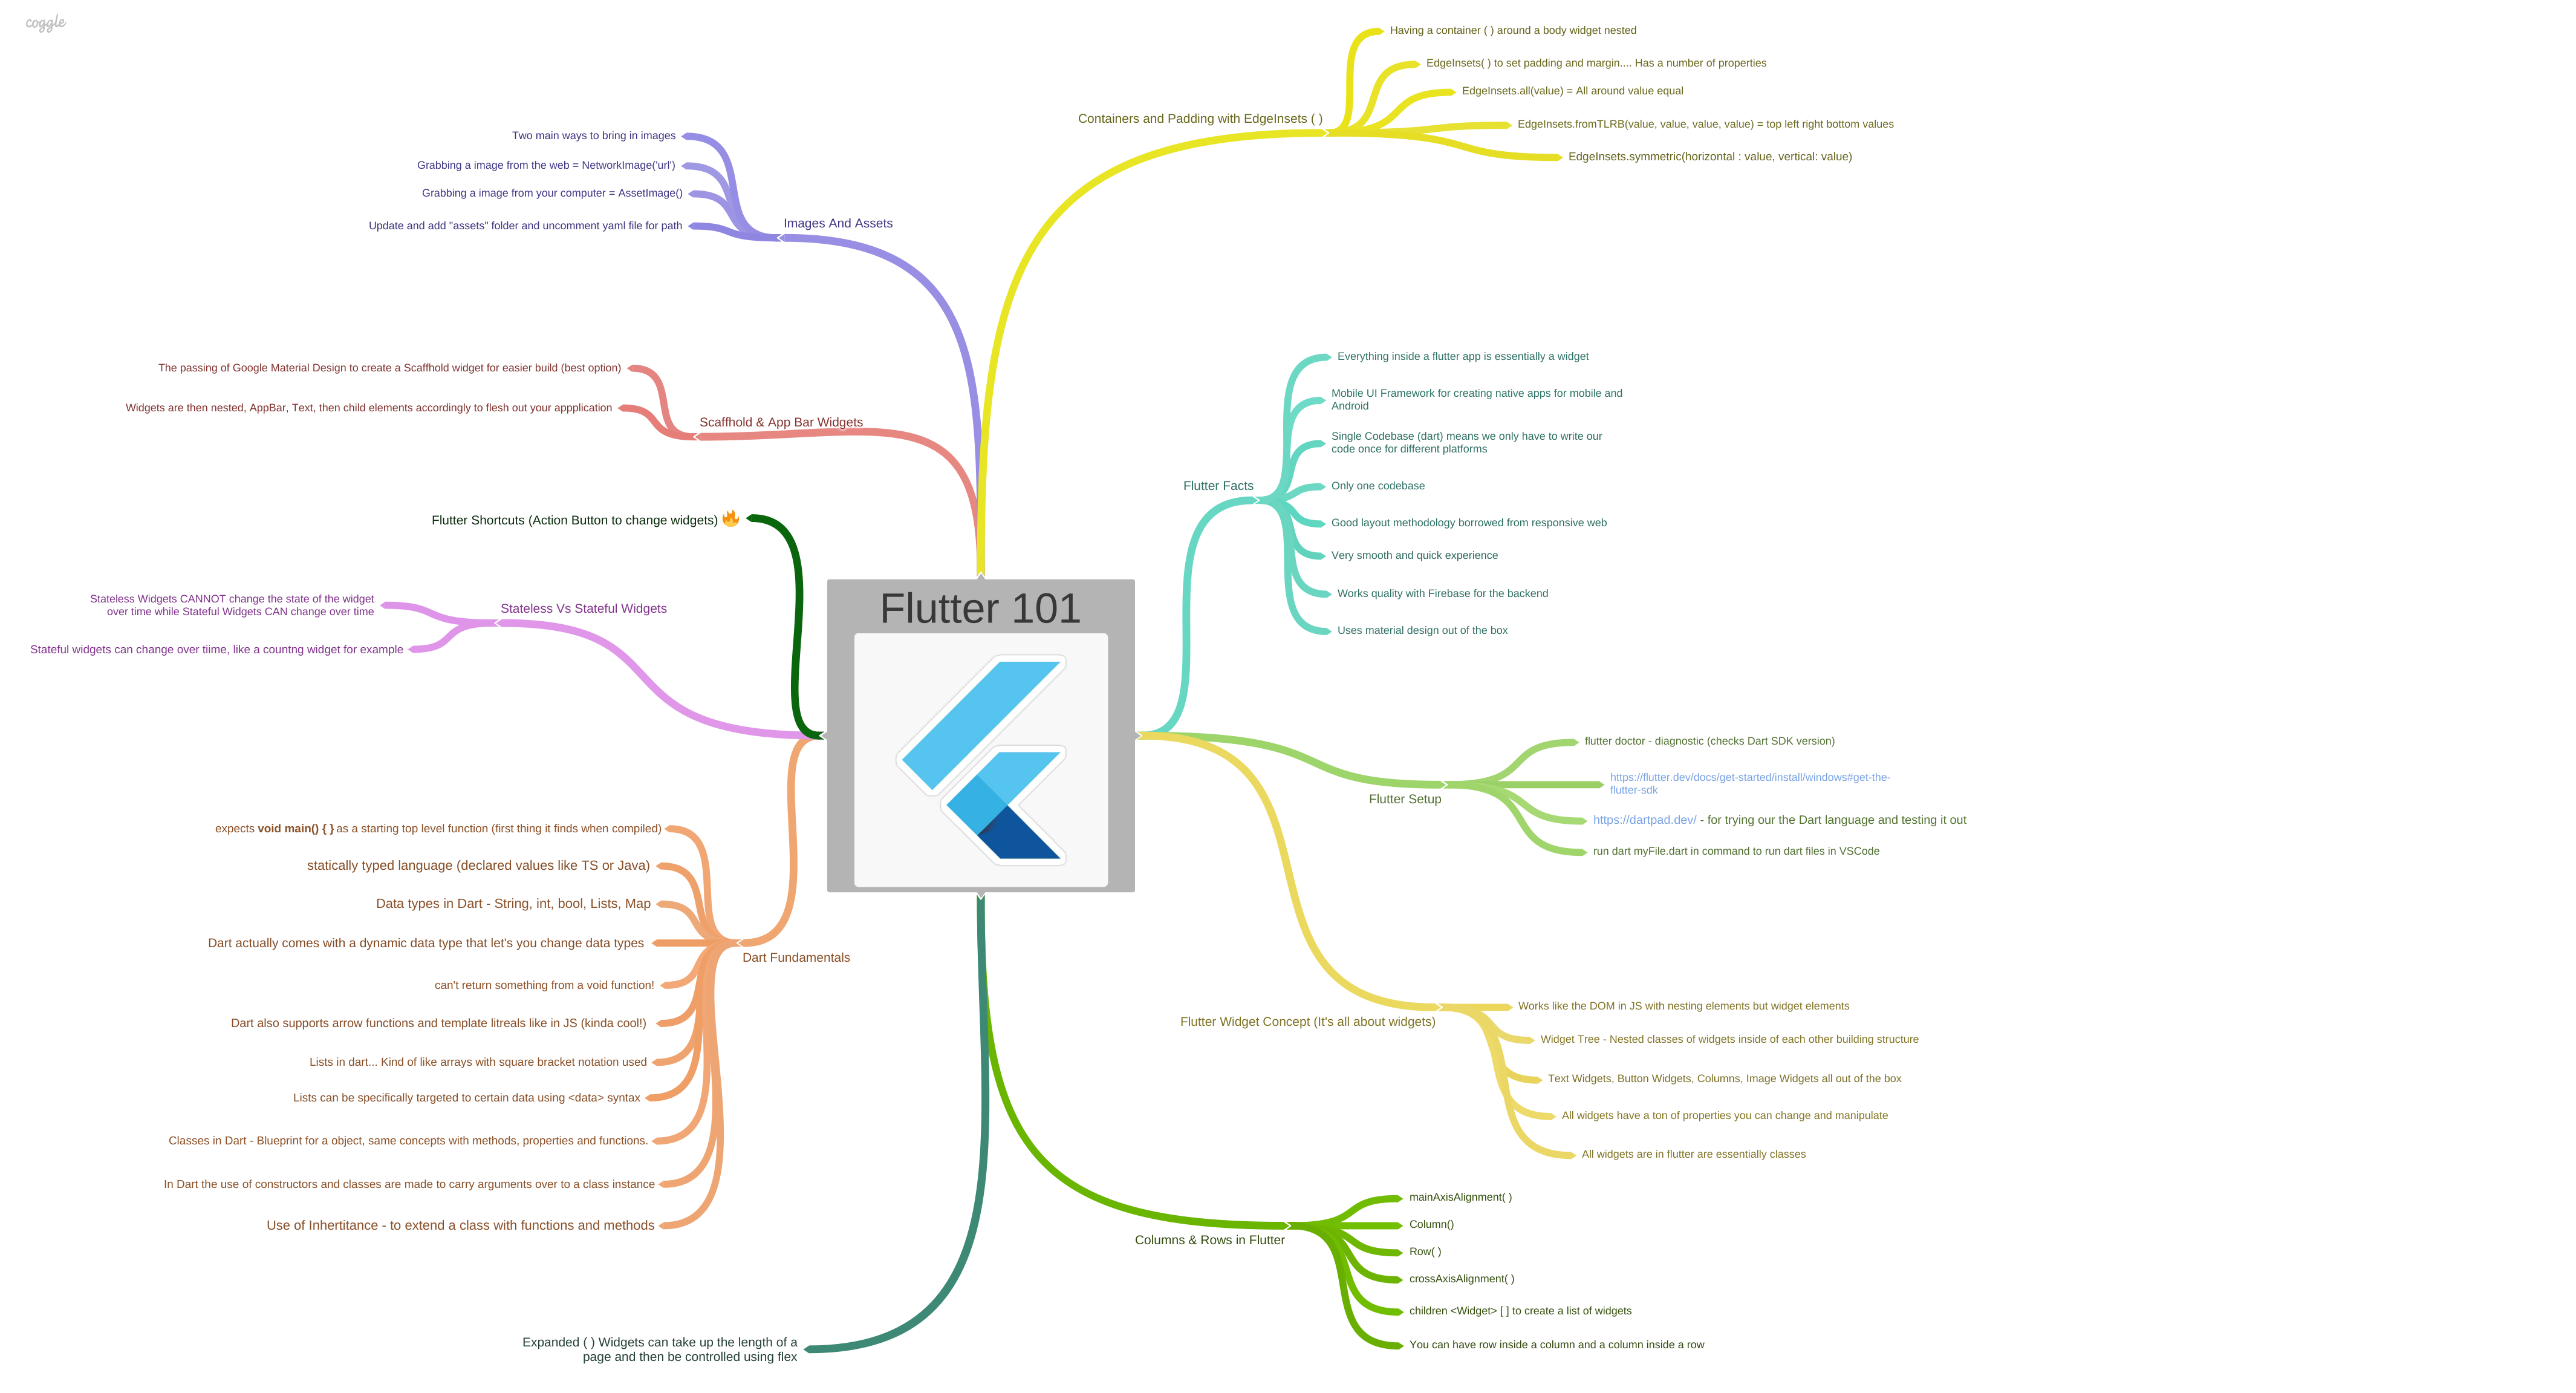 coggle
Flutter 101
Containers and Padding with EdgeInsets ( )
Having a container ( ) around a body widget nested
EdgeInsets( ) to set padding and margin.... Has a number of properties
EdgeInsets.all(value) = All around value equal
EdgeInsets.fromTLRB(value, value, value, value) = top left right bottom values
EdgeInsets.symmetric(horizontal : value, vertical: value)
Images And Assets
Two main ways to bring in images
Grabbing a image from the web = NetworkImage('url')
Grabbing a image from your computer = AssetImage()
Update and add "assets" folder and uncomment yaml file for path
Scaffhold & App Bar Widgets
The passing of Google Material Design to create a Scaffhold widget for easier build (best option)
Widgets are then nested, AppBar, Text, then child elements accordingly to flesh out your appplication
Flutter Shortcuts (Action Button to change widgets) 🔥
Stateless Vs Stateful Widgets
Stateless Widgets CANNOT change the state of the widget
over time while Stateful Widgets CAN change over time
Stateful widgets can change over tiime, like a countng widget for example
Flutter Facts
Everything inside a flutter app is essentially a widget
Mobile UI Framework for creating native apps for mobile and
Android
Single Codebase (dart) means we only have to write our
code once for different platforms
Only one codebase
Good layout methodology borrowed from responsive web
Very smooth and quick experience
Works quality with Firebase for the backend
Uses material design out of the box
Flutter Setup
flutter doctor - diagnostic (checks Dart SDK version)
https://flutter.dev/docs/get-started/install/windows#get-the-
flutter-sdk
https://dartpad.dev/ - for trying our the Dart language and testing it out
run dart myFile.dart in command to run dart files in VSCode
Dart Fundamentals
expects void main() { } as a starting top level function (first thing it finds when compiled)
statically typed language (declared values like TS or Java)
Data types in Dart - String, int, bool, Lists, Map
Dart actually comes with a dynamic data type that let's you change data types
can't return something from a void function!
Dart also supports arrow functions and template litreals like in JS (kinda cool!)
Lists in dart... Kind of like arrays with square bracket notation used
Lists can be specifically targeted to certain data using <data> syntax
Classes in Dart - Blueprint for a object, same concepts with methods, properties and functions.
In Dart the use of constructors and classes are made to carry arguments over to a class instance
Use of Inhertitance - to extend a class with functions and methods
Flutter Widget Concept (It's all about widgets)
Works like the DOM in JS with nesting elements but widget elements
Widget Tree - Nested classes of widgets inside of each other building structure
Text Widgets, Button Widgets, Columns, Image Widgets all out of the box
All widgets have a ton of properties you can change and manipulate
All widgets are in flutter are essentially classes
Columns & Rows in Flutter
mainAxisAlignment( )
Column()
Row( )
crossAxisAlignment( )
children <Widget> [ ] to create a list of widgets
You can have row inside a column and a column inside a row
Expanded ( ) Widgets can take up the length of a
page and then be controlled using flex